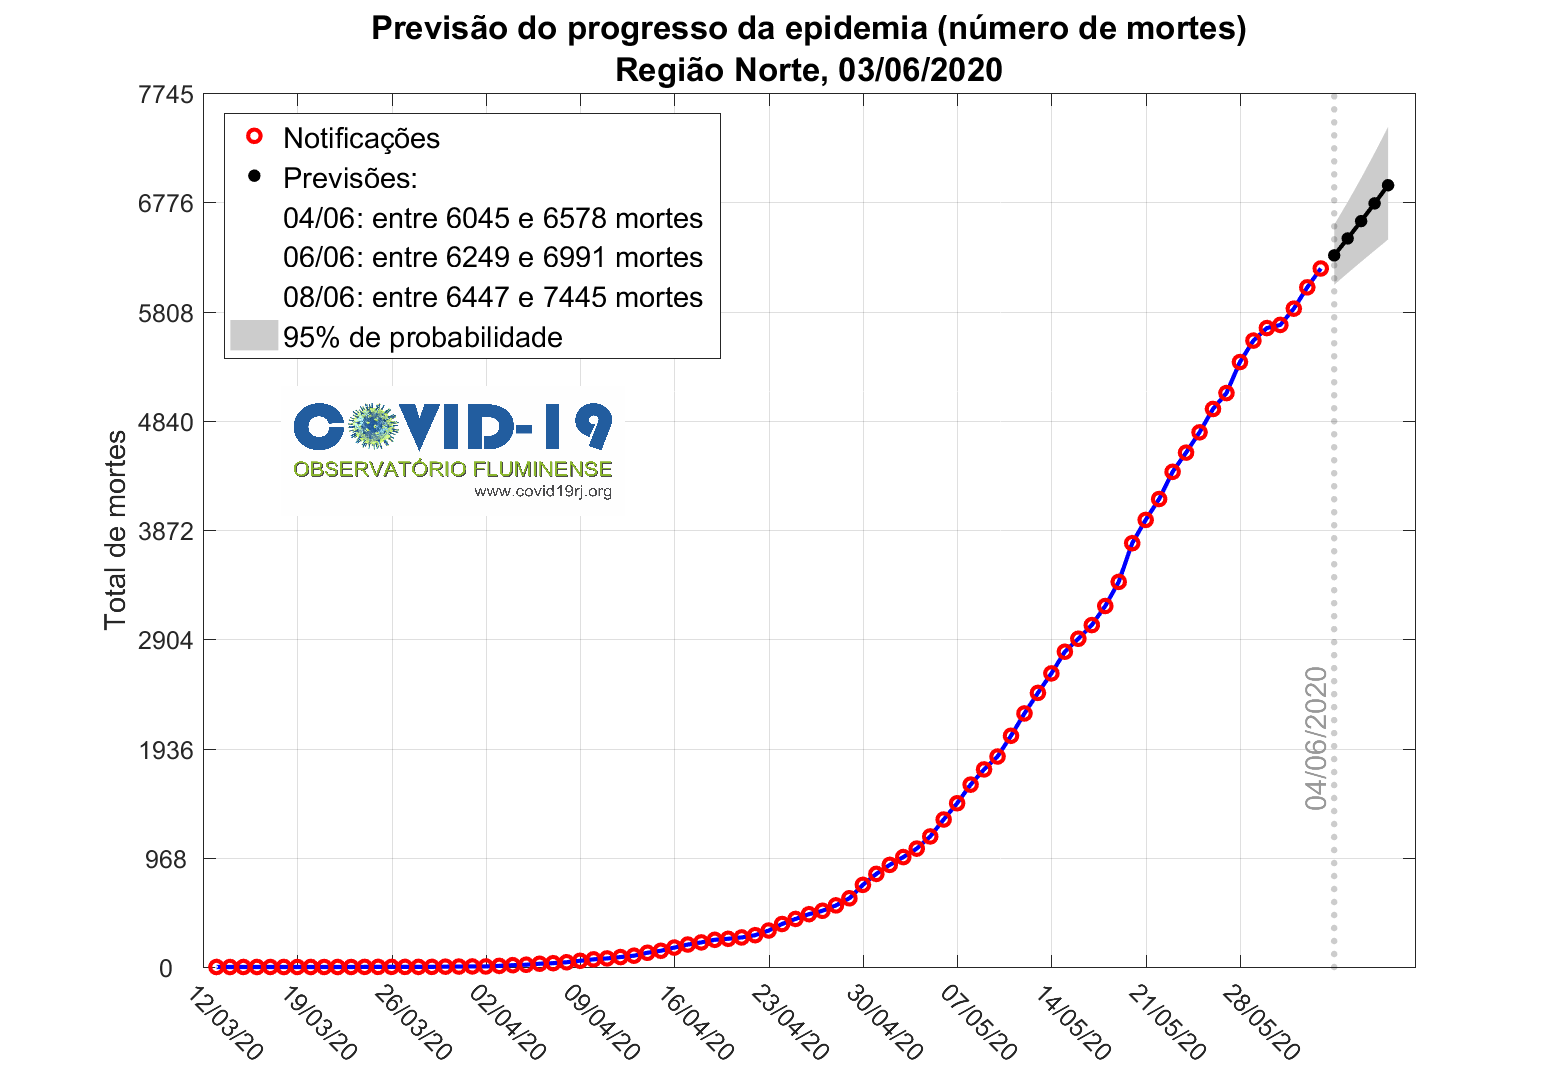 Previsão do progresso da epidemia (número de mortes)
Região Norte, 03/06/2020
7745
6776
5808
4840
3872
2904
1936
968
0
Total de mortes
Notificações
Previsões:
04/06: entre 6045 e 6578 mortes
06/06: entre 6249 e 6991 mortes
08/06: entre 6447 e 7445 mortes
95% de probabilidade
COVID-19
OBSERVATÓRIO FLUMINENSE
www.covid19rj.org
04/06/2020
12/03/20
19/03/20
26/03/20
02/04/20
09/04/20
16/04/20
23/04/20
30/04/20
07/05/20
14/05/20
21/05/20
28/05/20